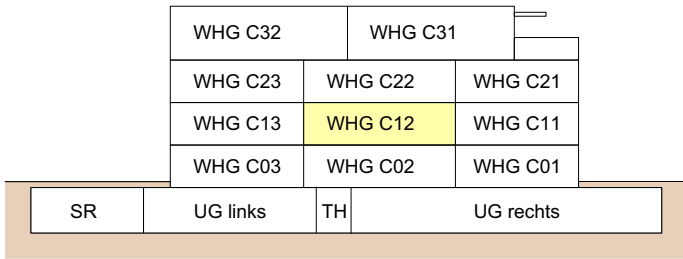 WHG C32 WHG C31
WHG C23 WHG C22 WHG C21
WHG C13 WHG C12 WHG C11
WHG C03 WHG C02 WHG C01
SR UG links TH UG rechts